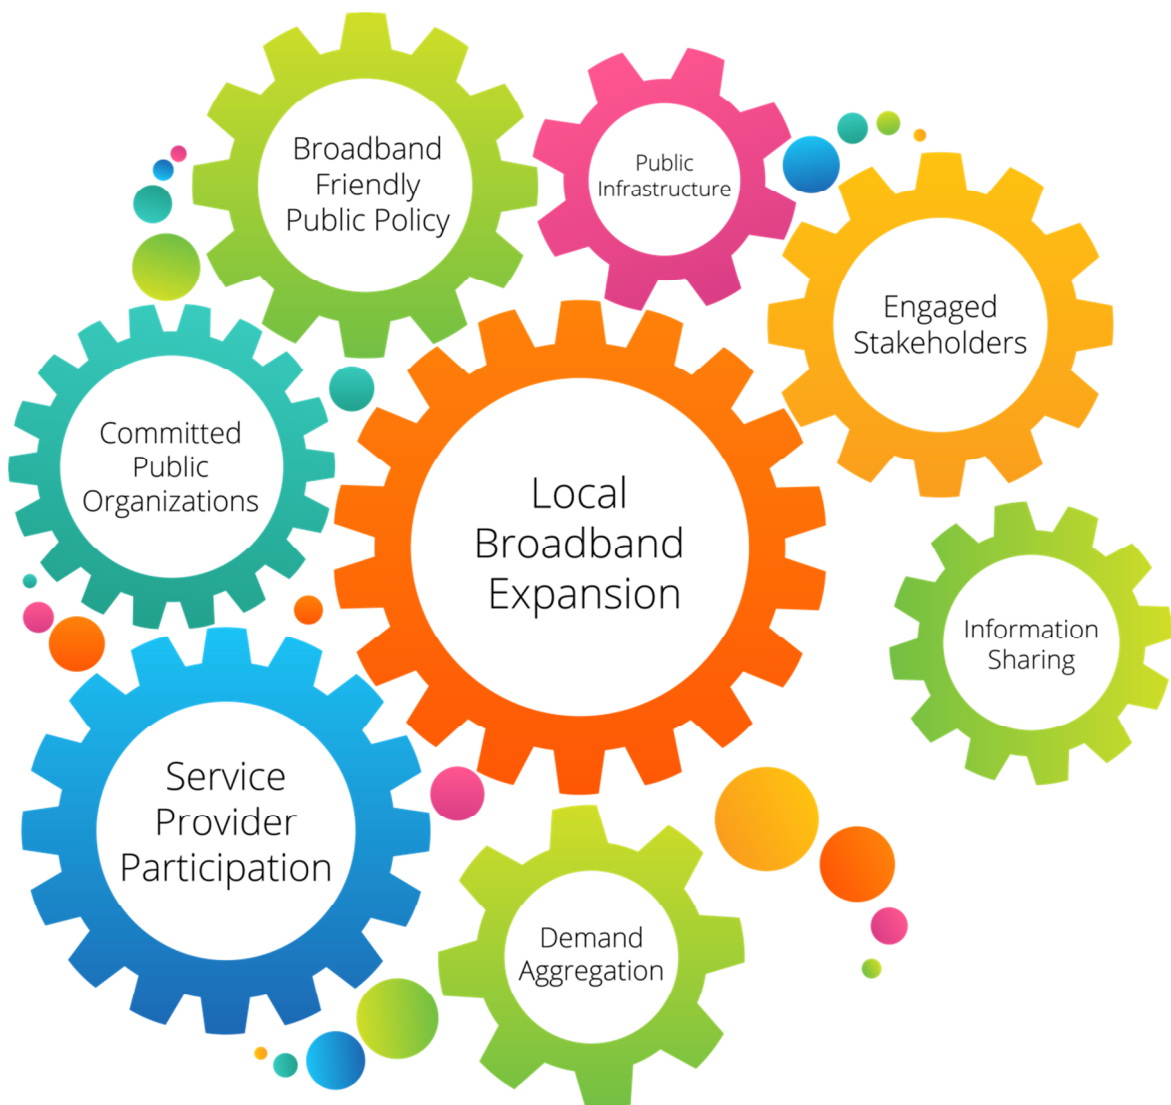 Broadband
Friendly
Public Policy
Public
Infrastructure
Engaged
Stakeholders
Committed
Public
Organizations
Local
Broadband
Expansion
Information
Sharing
Service
Provider
Participation
Demand
Aggregation